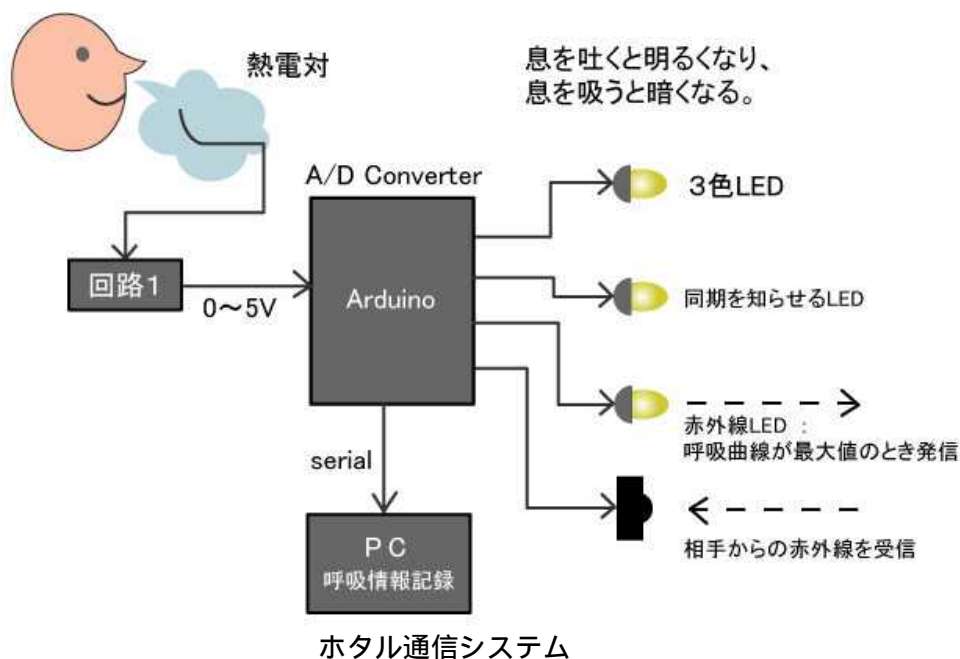 熱電対
息を吐くと明るくなり、
息を吸うと暗くなる。
A/D Converter
3色LED
回路1
0~5V
Arduino
同期を知らせるLED
赤外線LED :
呼吸曲線が最大値のとき発信
serial
相手からの赤外線を受信
PC
呼吸情報記録
ホタル通信システム